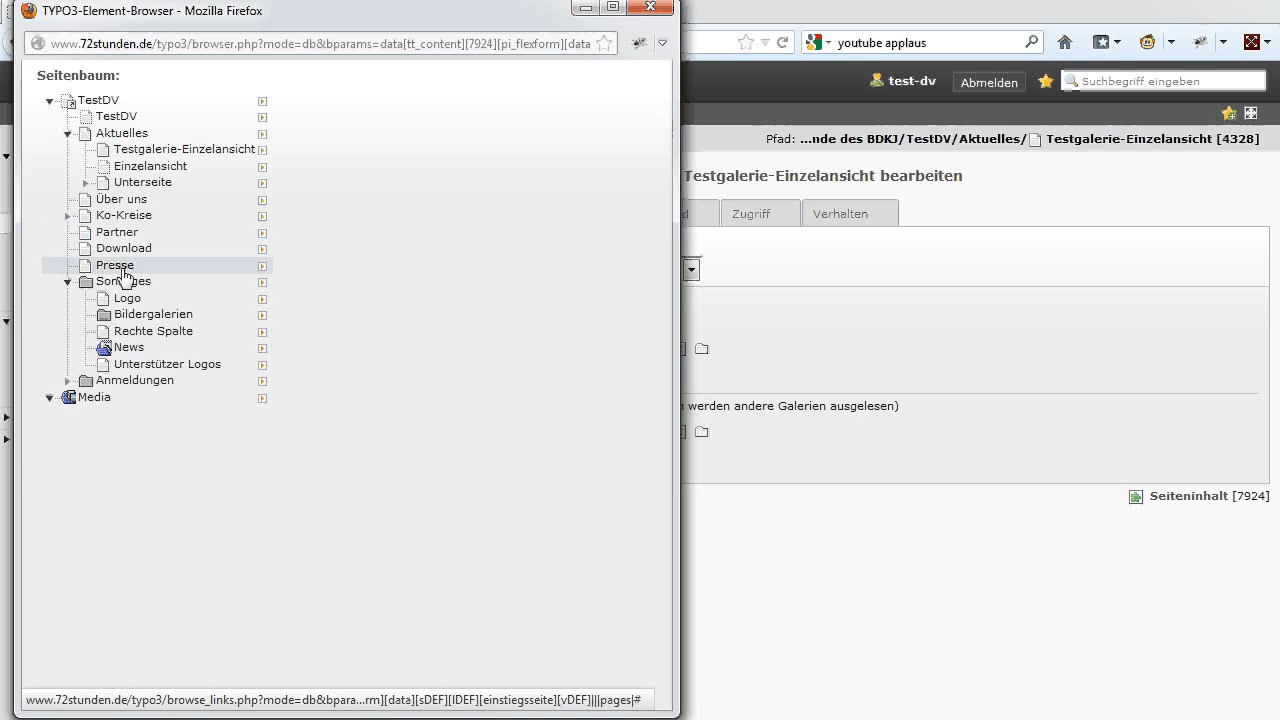 TYPO3-Element-Browser - Mozilla Firefox
www.72stunden.de/typo3/browser.php?mode=db&bparams=data[tt_content][7924][pi_flexform][data
youtube applaus
Seitenbaum:
TestDV
TestDV
Aktuelles
Testgalerie-Einzelansicht
Einzelansicht
Unterseite
Über uns
Ko-Kreise
Partner
Download
Presse
Logo
Bildergalerien
Rechte Spalte
News
Unterstützer Logos
Anmeldungen
Media
www.72stunden.de/typo3/browse_links.php?mode=db&bpara...rm][data][sDEF][lDEF][einstiegsseite][vDEF]|||pages|#
test-dv
Abmelden
Suchbegriff eingeben
Pfad: ...nde des BDKJ/TestDV/Aktuelles/ Testgalerie-Einzelansicht [4328]
Testgalerie-Einzelansicht bearbeiten
d
Zugriff
Verhalten
werden andere Galerien ausgelesen)
Seiteninhalt [7924]